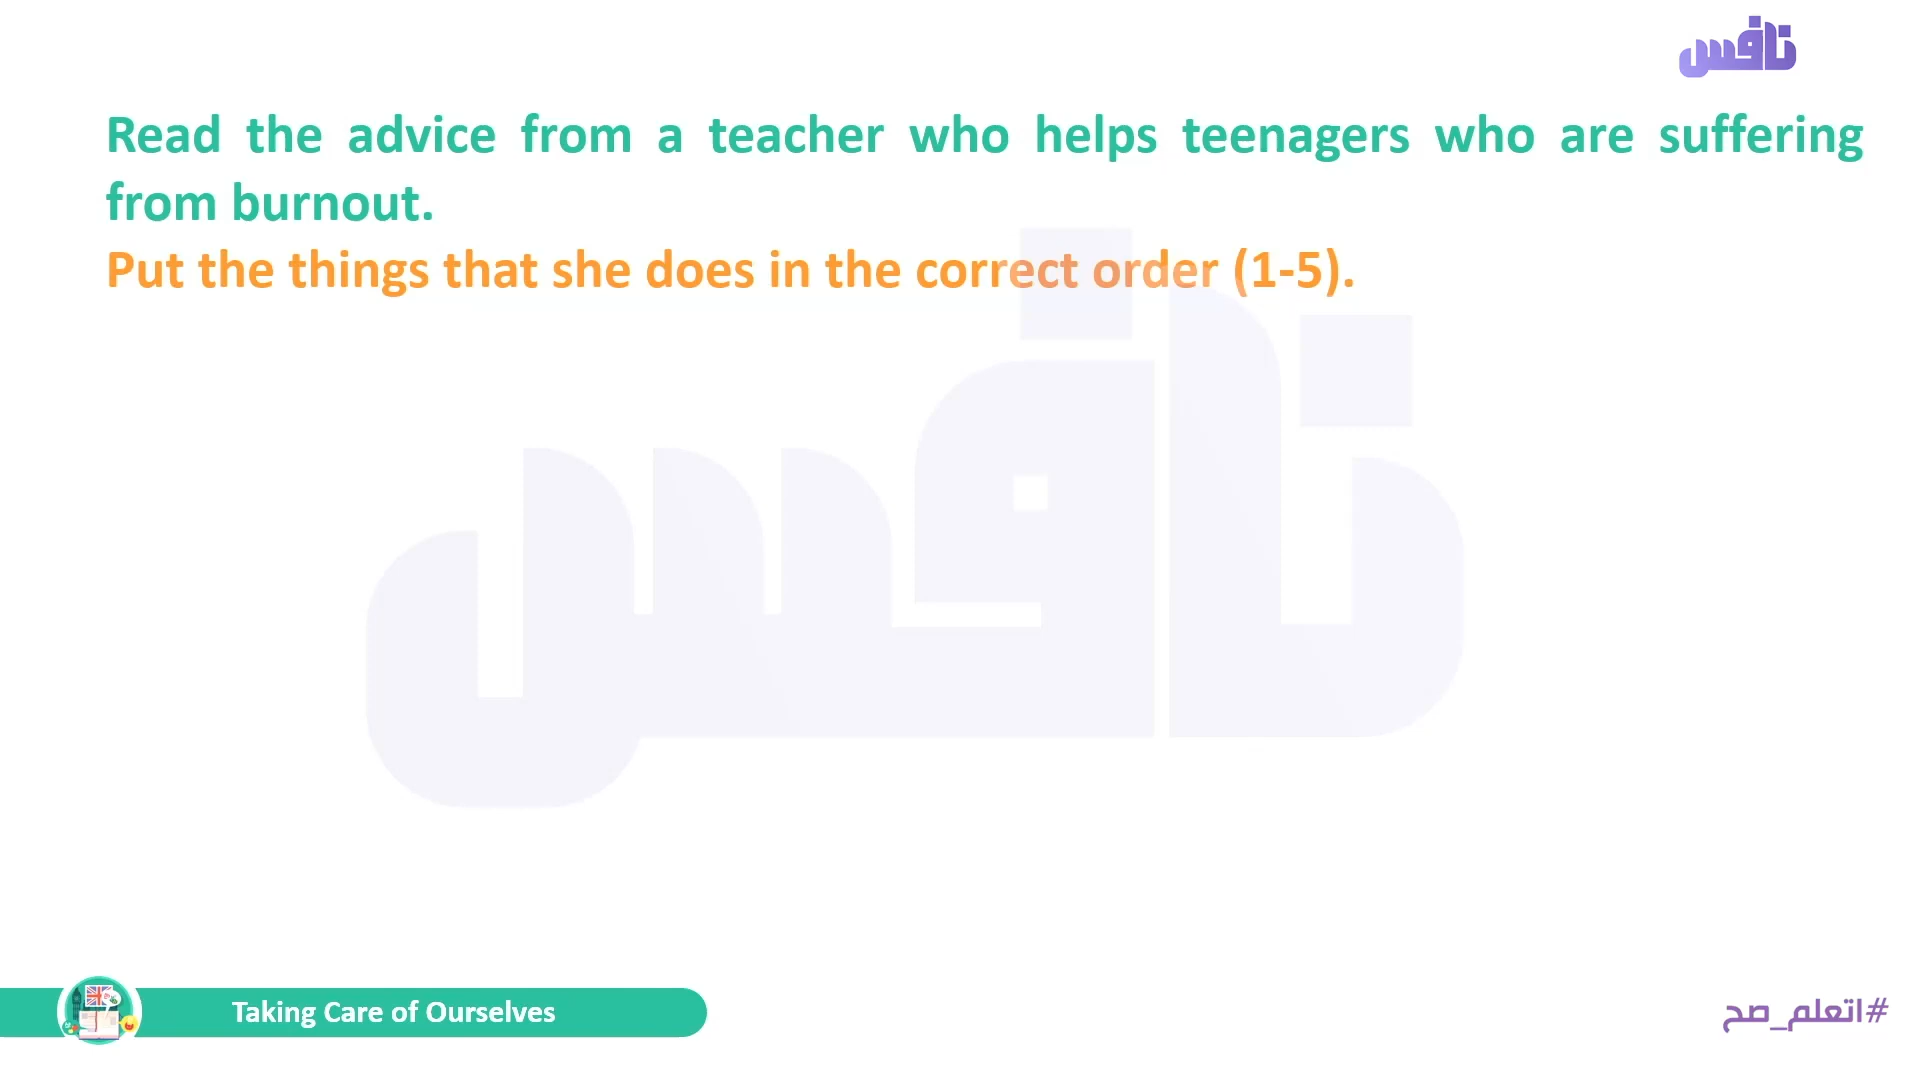 نافس
Read the advice from a teacher who helps teenagers who are suffering
from burnout.
Put the things that she does in the correct order (1-5).
نافس
Taking Care of Ourselves
#اتعلم_صح